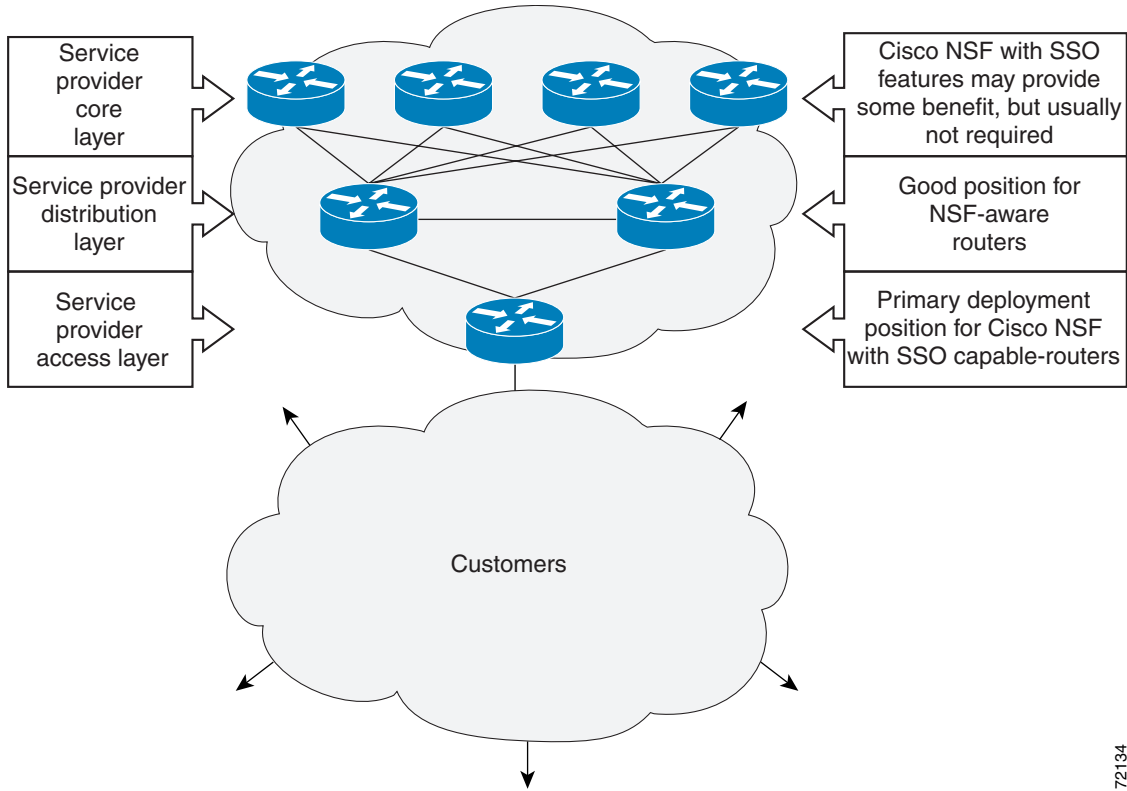 Service
provider
core
layer
Cisco NSF with SSO
features may provide
some benefit, but usually
not required
Service provider
distribution
layer
Good position for
NSF-aware
routers
Service
provider
access layer
Primary deployment
position for Cisco NSF
with SSO capable-routers
Customers
72134